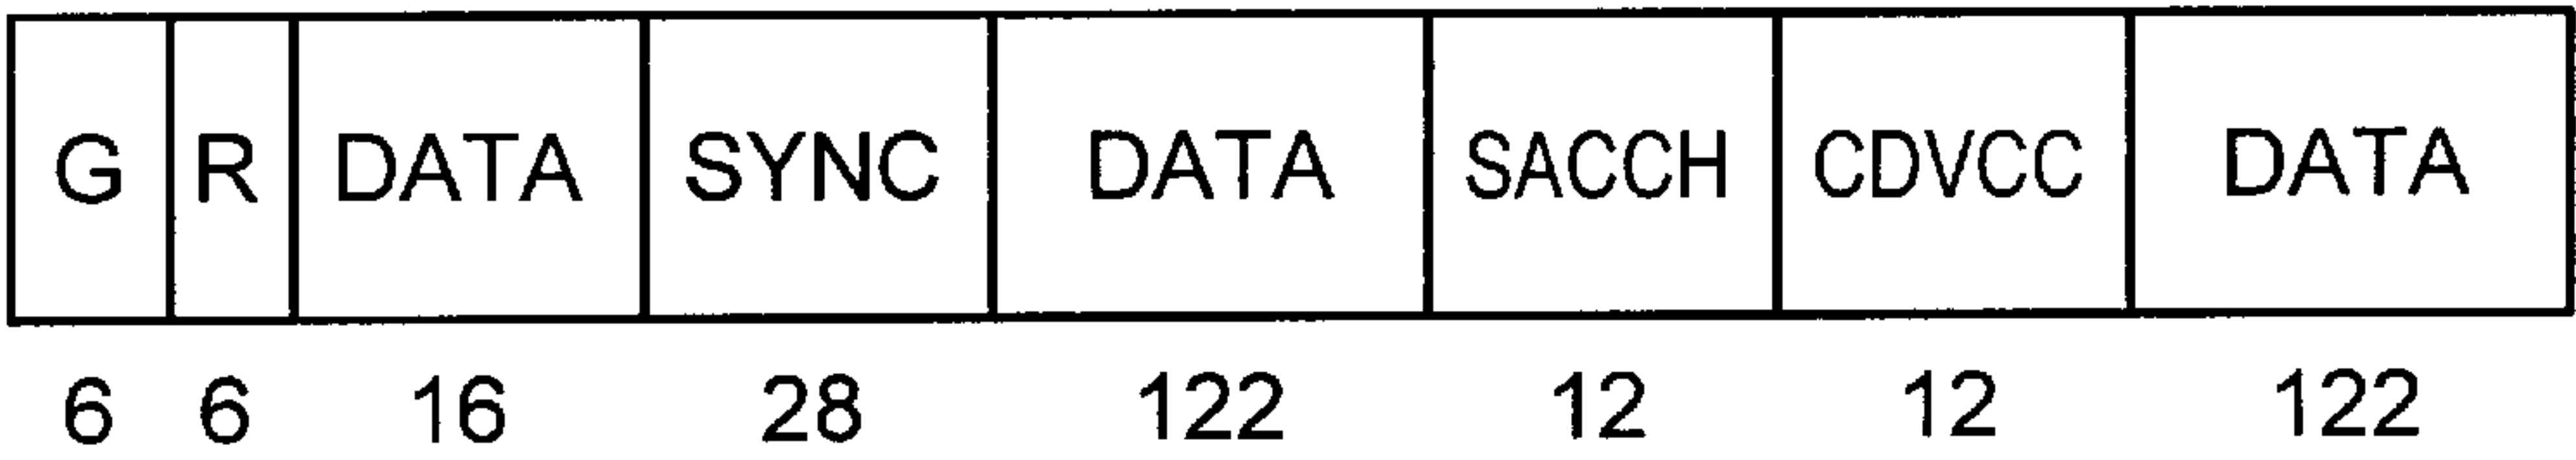 G R DATA SYNC DATA SACCH CDVCC DATA
6 6 16 28 122 12 12 122